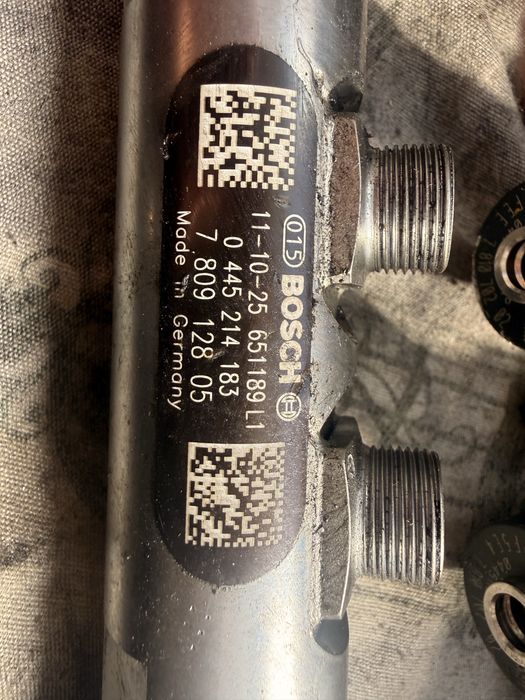 015 BOSCH
11-10-25 651189 L1
0 445 214 183
7 809 128 05
Made in Germany